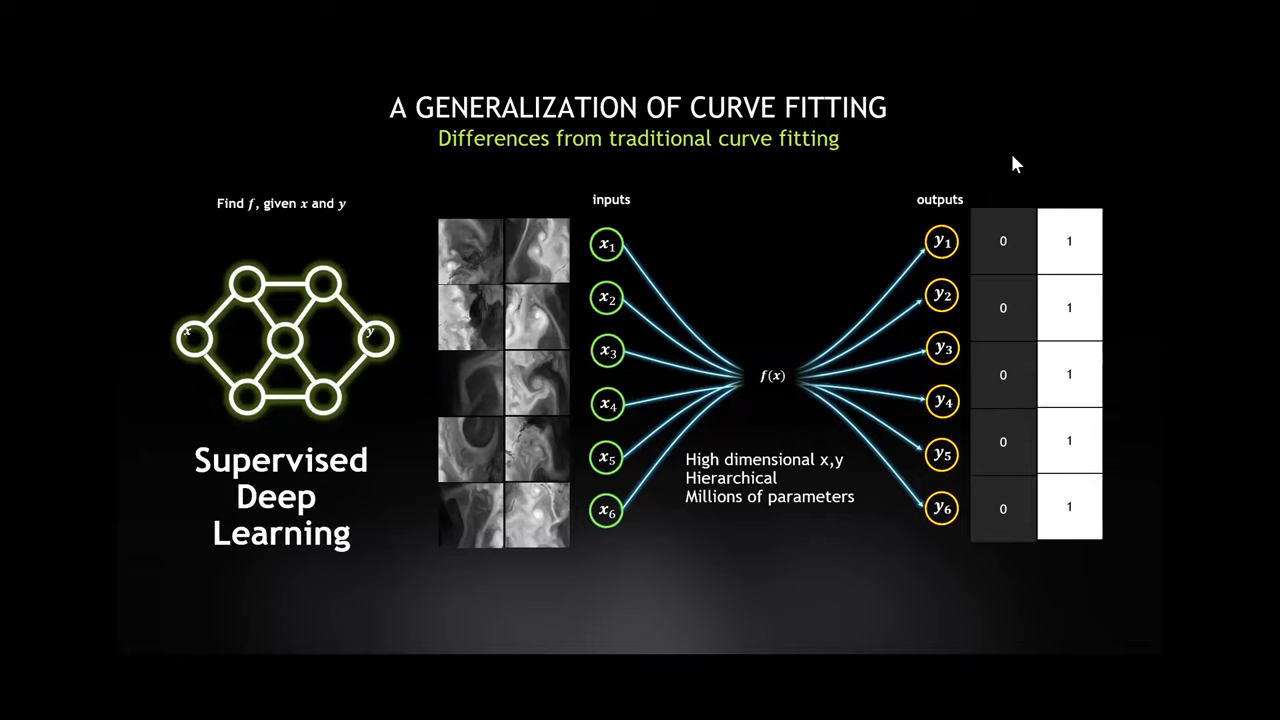 A GENERALIZATION OF CURVE FITTING
Differences from traditional curve fitting
Find f, given x and y
x
y
Supervised
Deep
Learning
inputs
x1
x2
x3
x4
x5
x6
f(x)
High dimensional x,y
Hierarchical
Millions of parameters
outputs
y1
y2
y3
y4
y5
y6
0 1
0 1
0 1
0 1
0 1